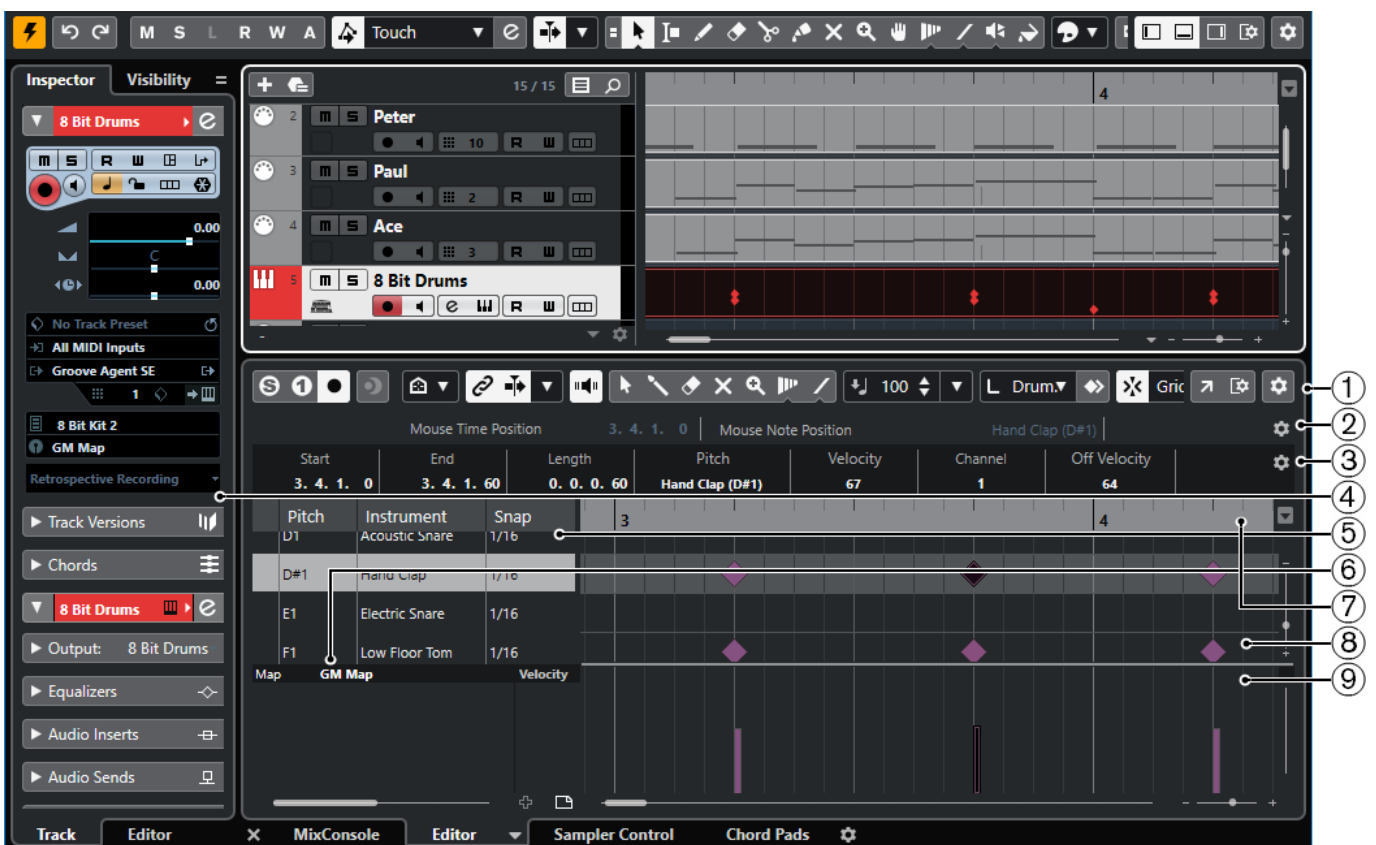 M S L R W A Touch
Inspector Visibility
15 / 15
4
8 Bit Drums e
m S R W
0.00
C
0.00
No Track Preset
All MIDI Inputs
Groove Agent SE
1
8 Bit Kit 2
GM Map
Retrospective Recording
Track Versions
Chords
8 Bit Drums e
Output: 8 Bit Drums
Equalizers
Audio Inserts
Audio Sends
2 m S Peter
10 R W
3 m S Paul
2 R W
4 m S Ace
3 R W
5 m S 8 Bit Drums
e R W
S 1 100 L Drum. Gric
Mouse Time Position 3. 4. 1. 0 Mouse Note Position Hand Clap (D#1)
Start End Length Pitch Velocity Channel Off Velocity
3. 4. 1. 0 3. 4. 1. 60 0. 0. 0. 60 Hand Clap (D#1) 67 1 64
Pitch Instrument Snap 3 4
D1 Acoustic Snare 1/16
D#1 Hand Clap 1/16
E1 Electric Snare 1/16
F1 Low Floor Tom 1/16
Map GM Map Velocity
1
2
3
4
5
6
7
8
9
Track Editor MixConsole Editor Sampler Control Chord Pads